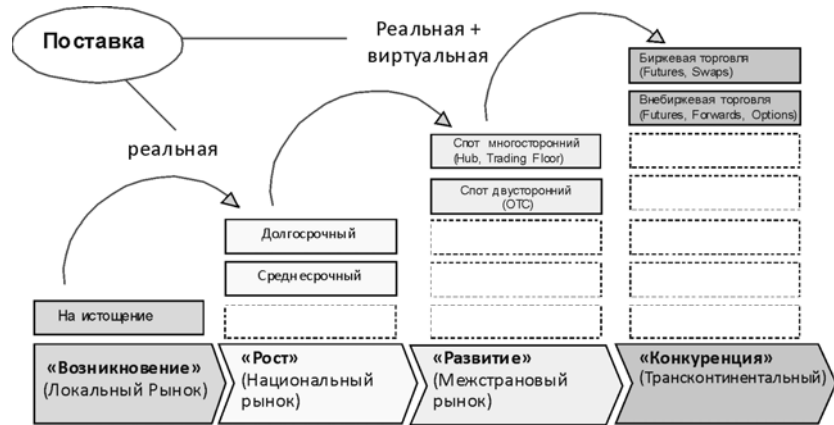 Поставка
Реальная +
виртуальная
реальная
Биржевая торговля
(Futures, Swaps)
Внебиржевая торговля
(Futures, Forwards, Options)
Спот многосторонний
(Hub, Trading Floor)
Спот двусторонний
(OTC)
Долгосрочный
Среднесрочный
На истощение
«Возникновение»
(Локальный Рынок)
«Рост»
(Национальный
рынок)
«Развитие»
(Межстрановый
рынок)
«Конкуренция»
(Трансконтинентальный)